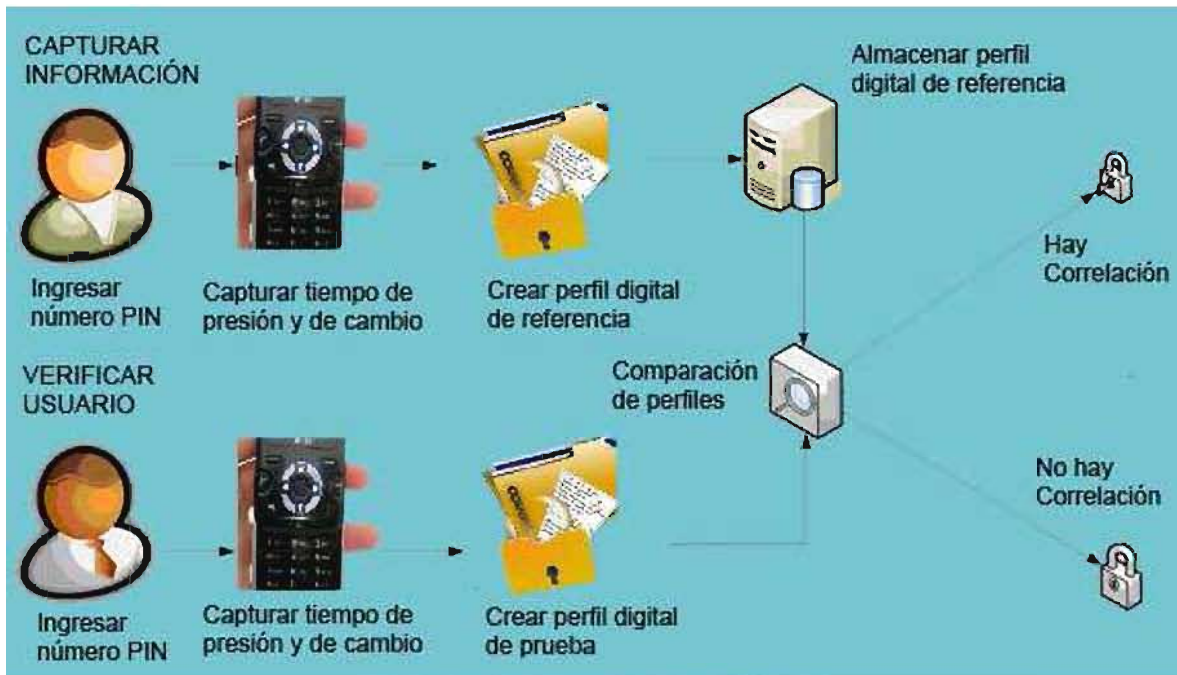 CAPTURAR
INFORMACIÓN
Almacenar perfil
digital de referencia
Ingresar
número PIN
Capturar tiempo de
presión y de cambio
Crear perfil digital
de referencia
Hay
Correlación
VERIFICAR
USUARIO
Comparación
de perfiles
No hay
Correlación
Ingresar
número PIN
Capturar tiempo de
presión y de cambio
Crear perfil digital
de prueba